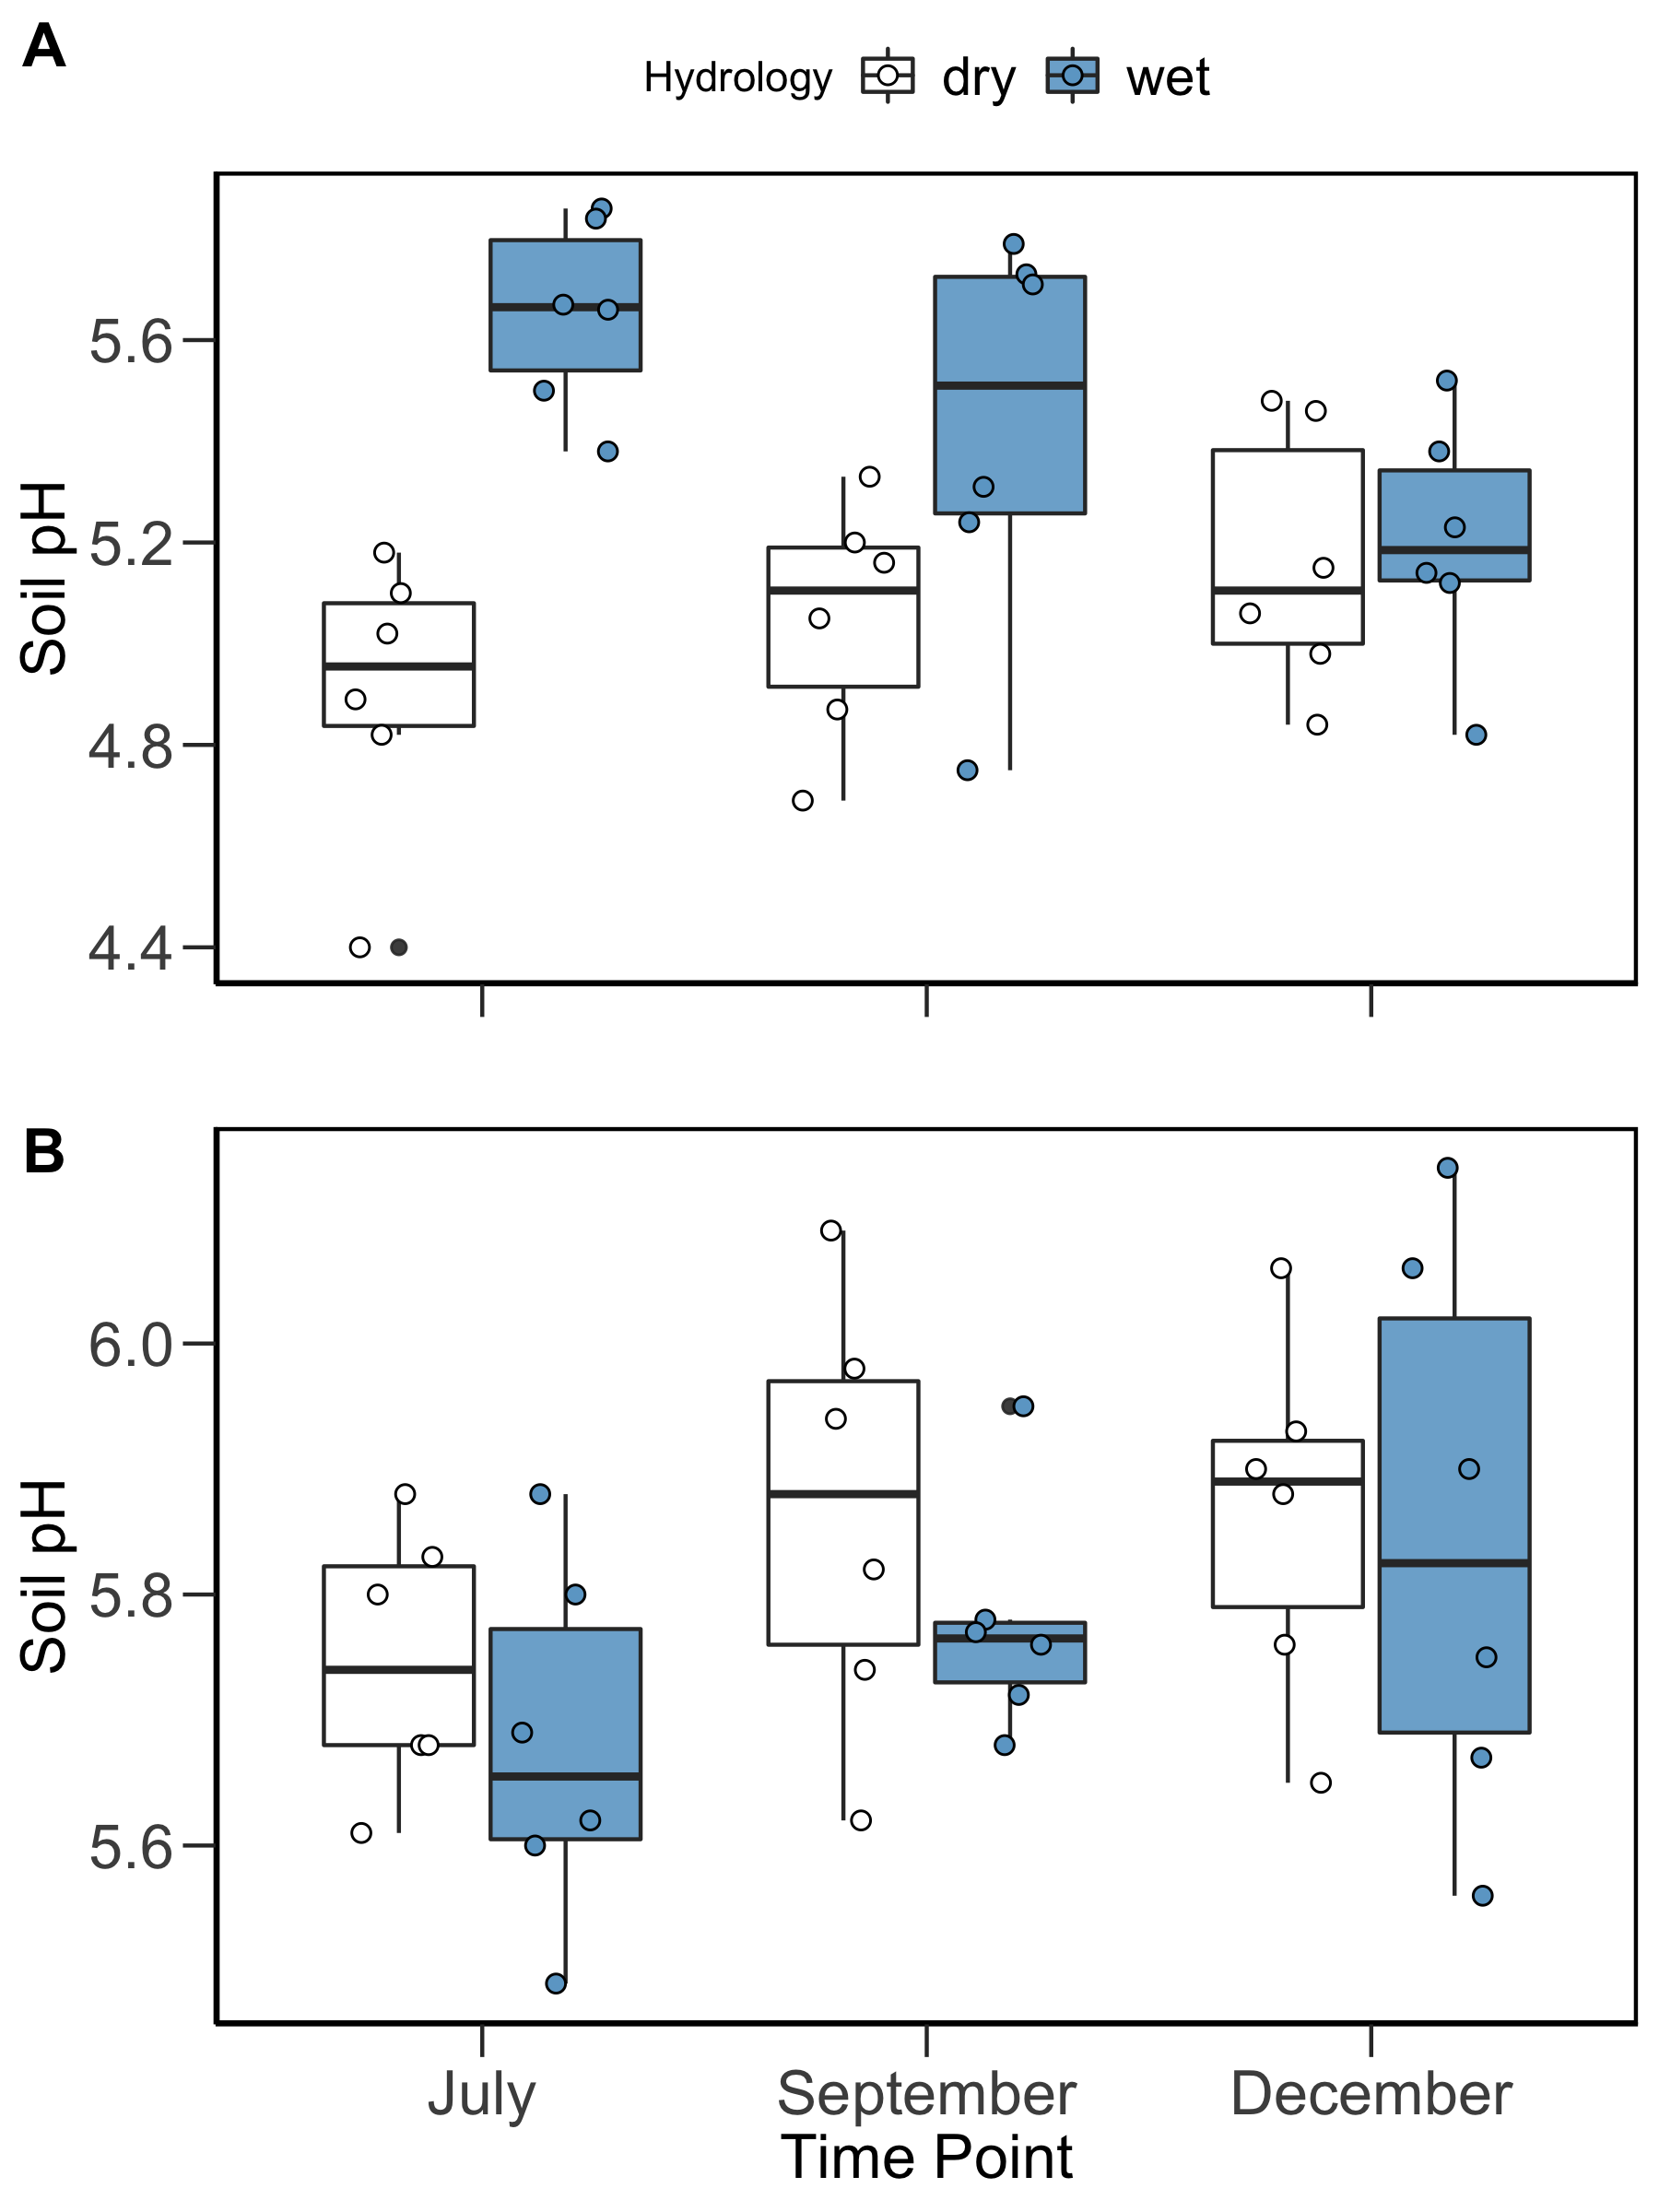 A
Hydrology dry wet
5.6
5.2
4.8
4.4
Soil pH
B
6.0
5.8
5.6
Soil pH
July September December
Time Point